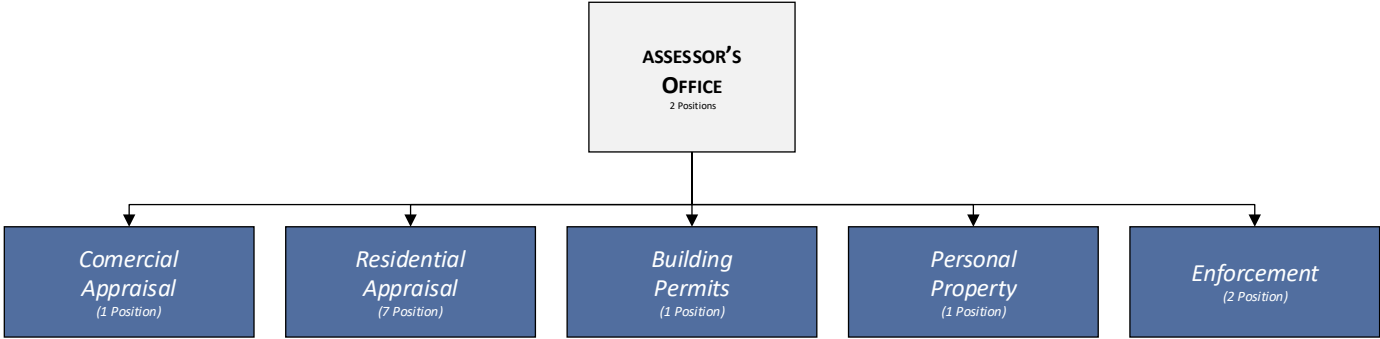 ASSESSOR'S
OFFICE
2 Positions
Comercial
Appraisal
(1 Position)
Residential
Appraisal
(7 Position)
Building
Permits
(1 Position)
Personal
Property
(1 Position)
Enforcement
(2 Position)